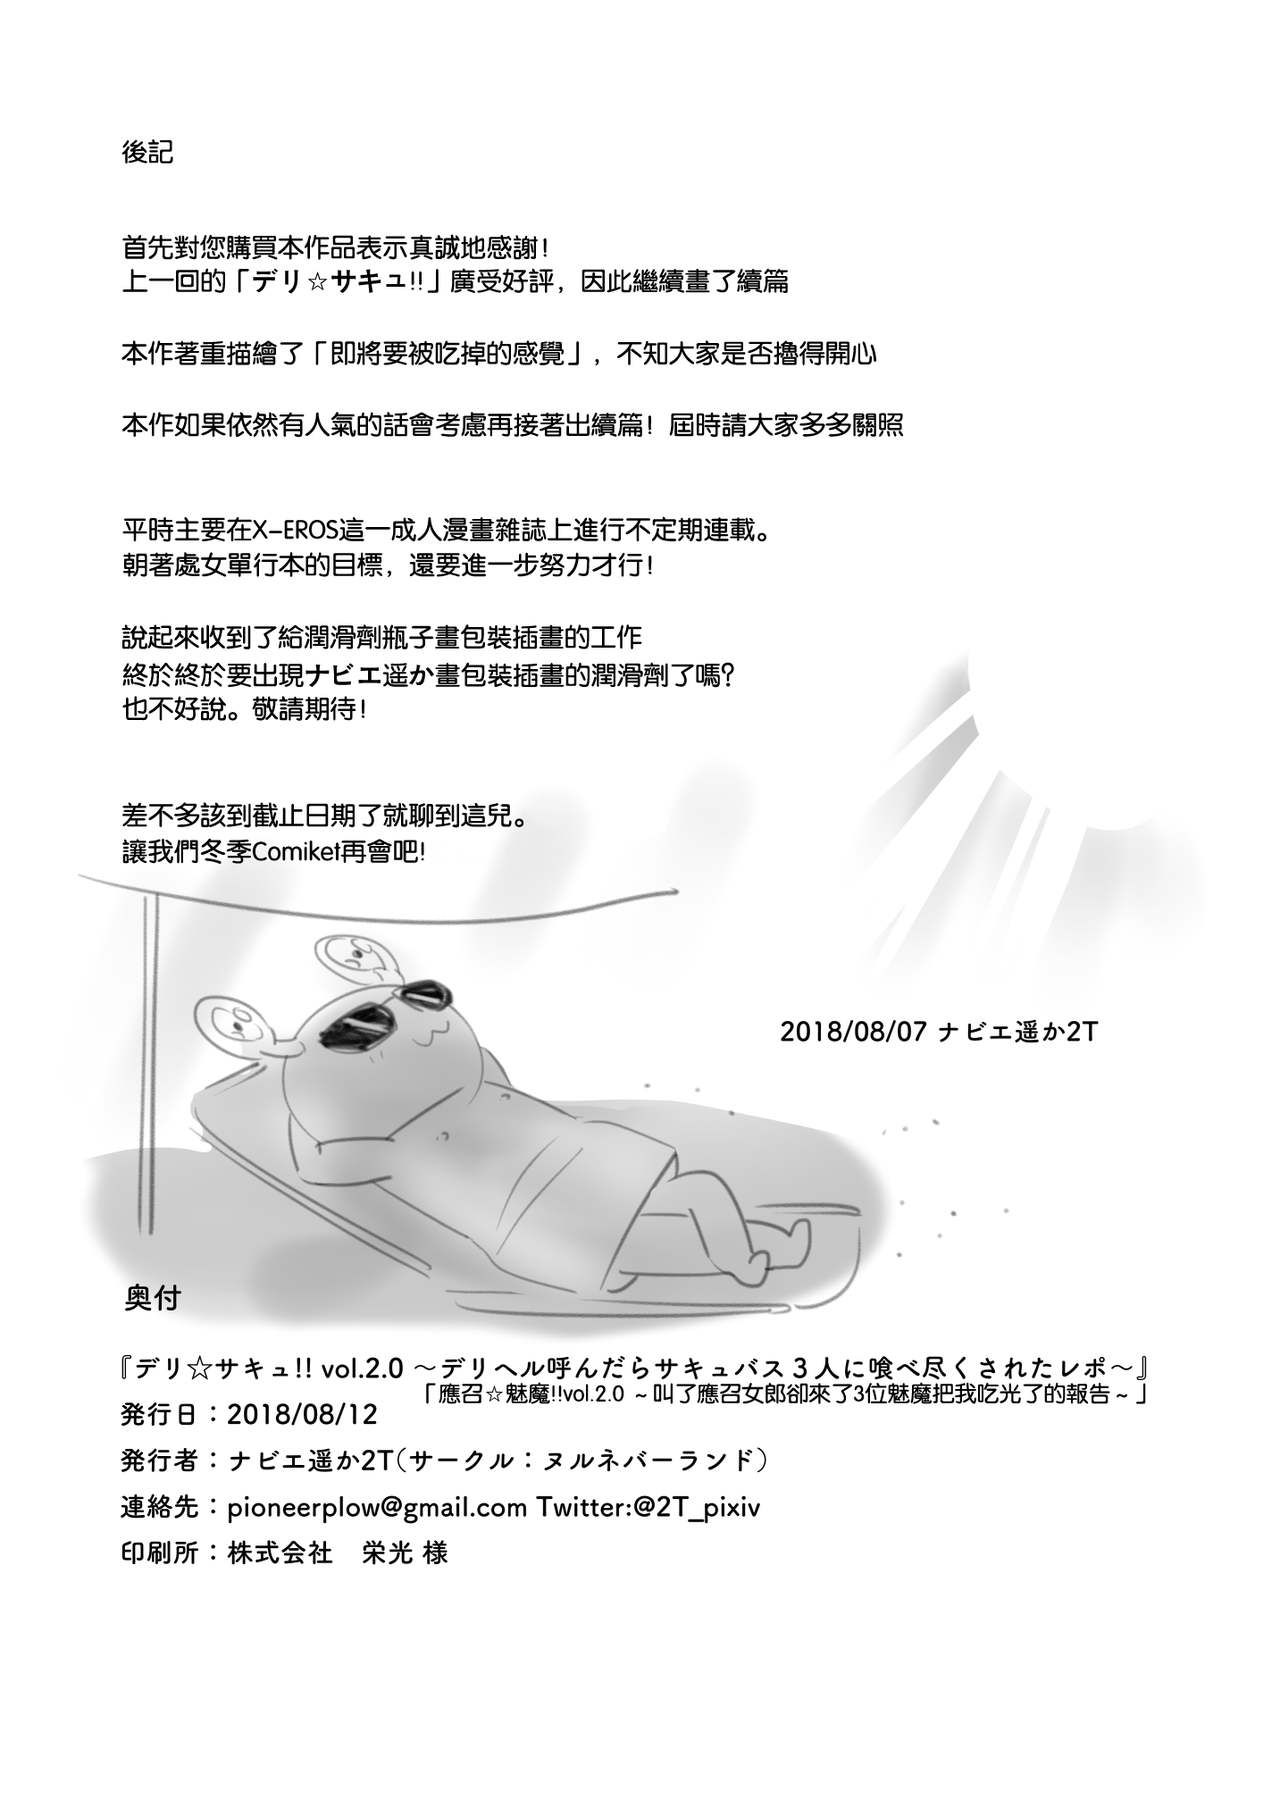 後記
首先對您購買本作品表示真誠地感謝!
上一回的「デリ☆サキュ!!」廣受好評，因此繼續畫了續篇
本作著重描繪了「即將要被吃掉的感覺」，不知大家是否擼得開心
本作如果依然有人氣的話會考慮再接著出續篇! 屆時請大家多多關照
平時主要在X-EROS這一成人漫畫雜誌上進行不定期連載。
朝著處女單行本的目標，還要進一步努力才行!
說起來收到了給潤滑劑瓶子畫包裝插畫的工作
終於終於要出現ナビエ遥か畫包裝插畫的潤滑劑了嗎?
也不好說。敬請期待!
差不多該到截止日期了就聊到這兒。
讓我們冬季Comiket再會吧!
2018/08/07 ナビエ遥か2T
奥付
『デリ☆サキュ!! vol.2.0 ～デリヘル呼んだらサキュバス３人に喰べ尽くされたレポ～』
「應召☆魅魔!!vol.2.0 ~叫了應召女郎卻來了3位魅魔把我吃光了的報告~」
発行日：2018/08/12
発行者：ナビエ遥か2T(サークル：ヌルネバーランド)
連絡先：pioneerplow@gmail.com Twitter:@2T_pixiv
印刷所：株式会社　栄光 様